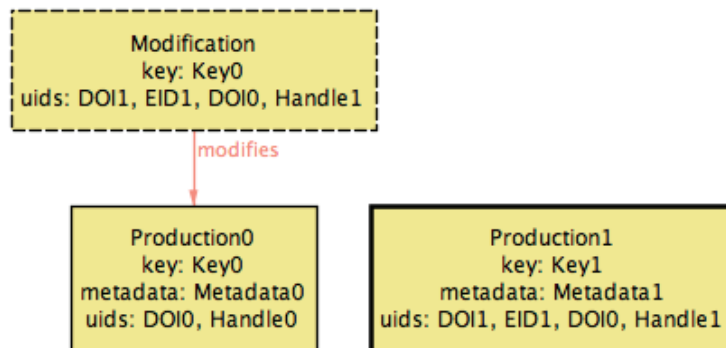 Modification
key: Key0
uids: DOI1, EID1, DOI0, Handle1
modifies
Production0
key: Key0
metadata: Metadata0
uids: DOI0, Handle0
Production1
key: Key1
metadata: Metadata1
uids: DOI1, EID1, DOI0, Handle1